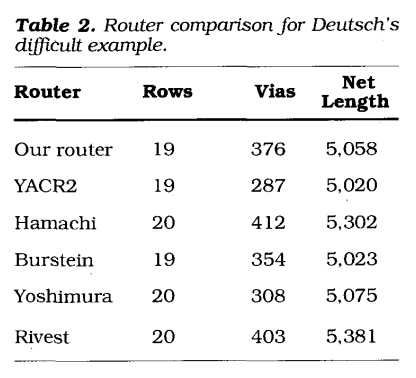 Table 2. Router comparison for Deutsch's
difficult example.
Router Rows Vias Net Length
Our router 19 376 5,058
YACR2 19 287 5,020
Hamachi 20 412 5,302
Burstein 19 354 5,023
Yoshimura 20 308 5,075
Rivest 20 403 5,381